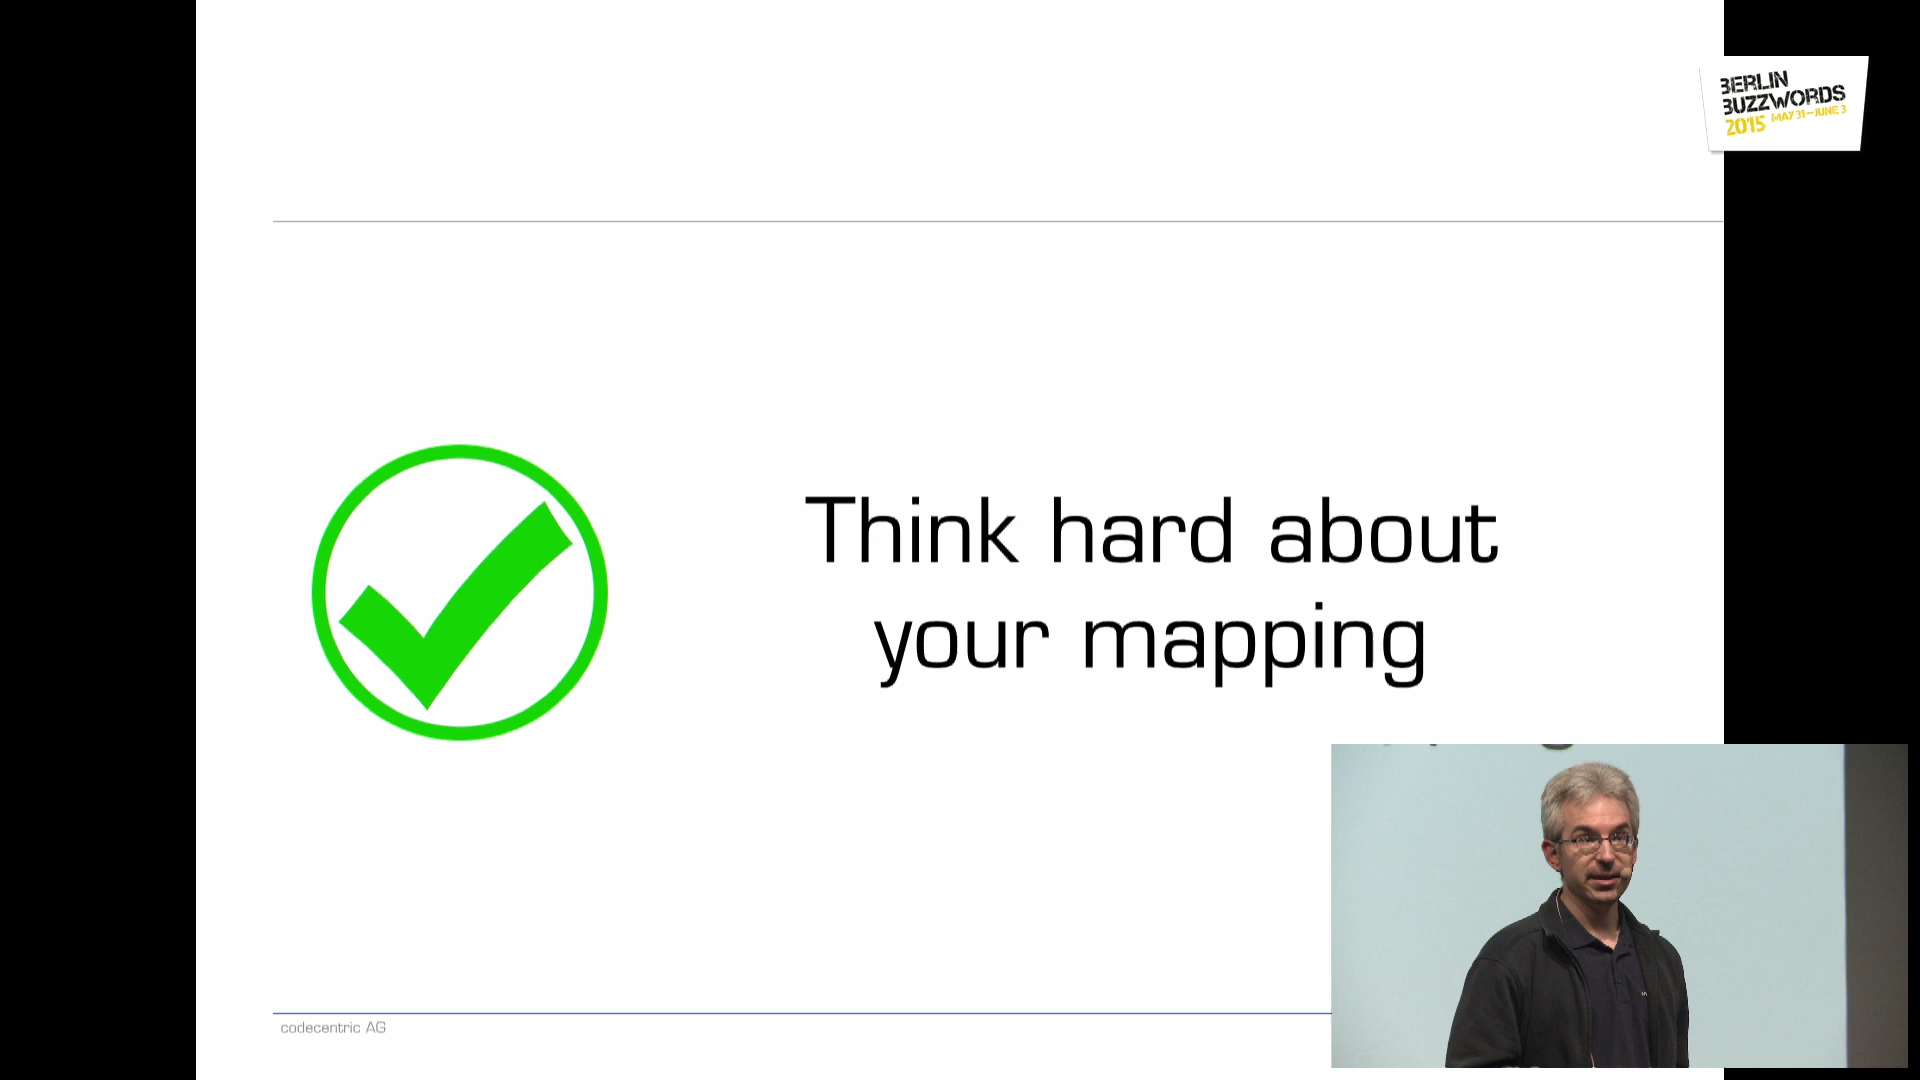 BERLIN
BUZZWORDS
2015 MAY 31–JUNE 3
Think hard about
your mapping
codecentric AG